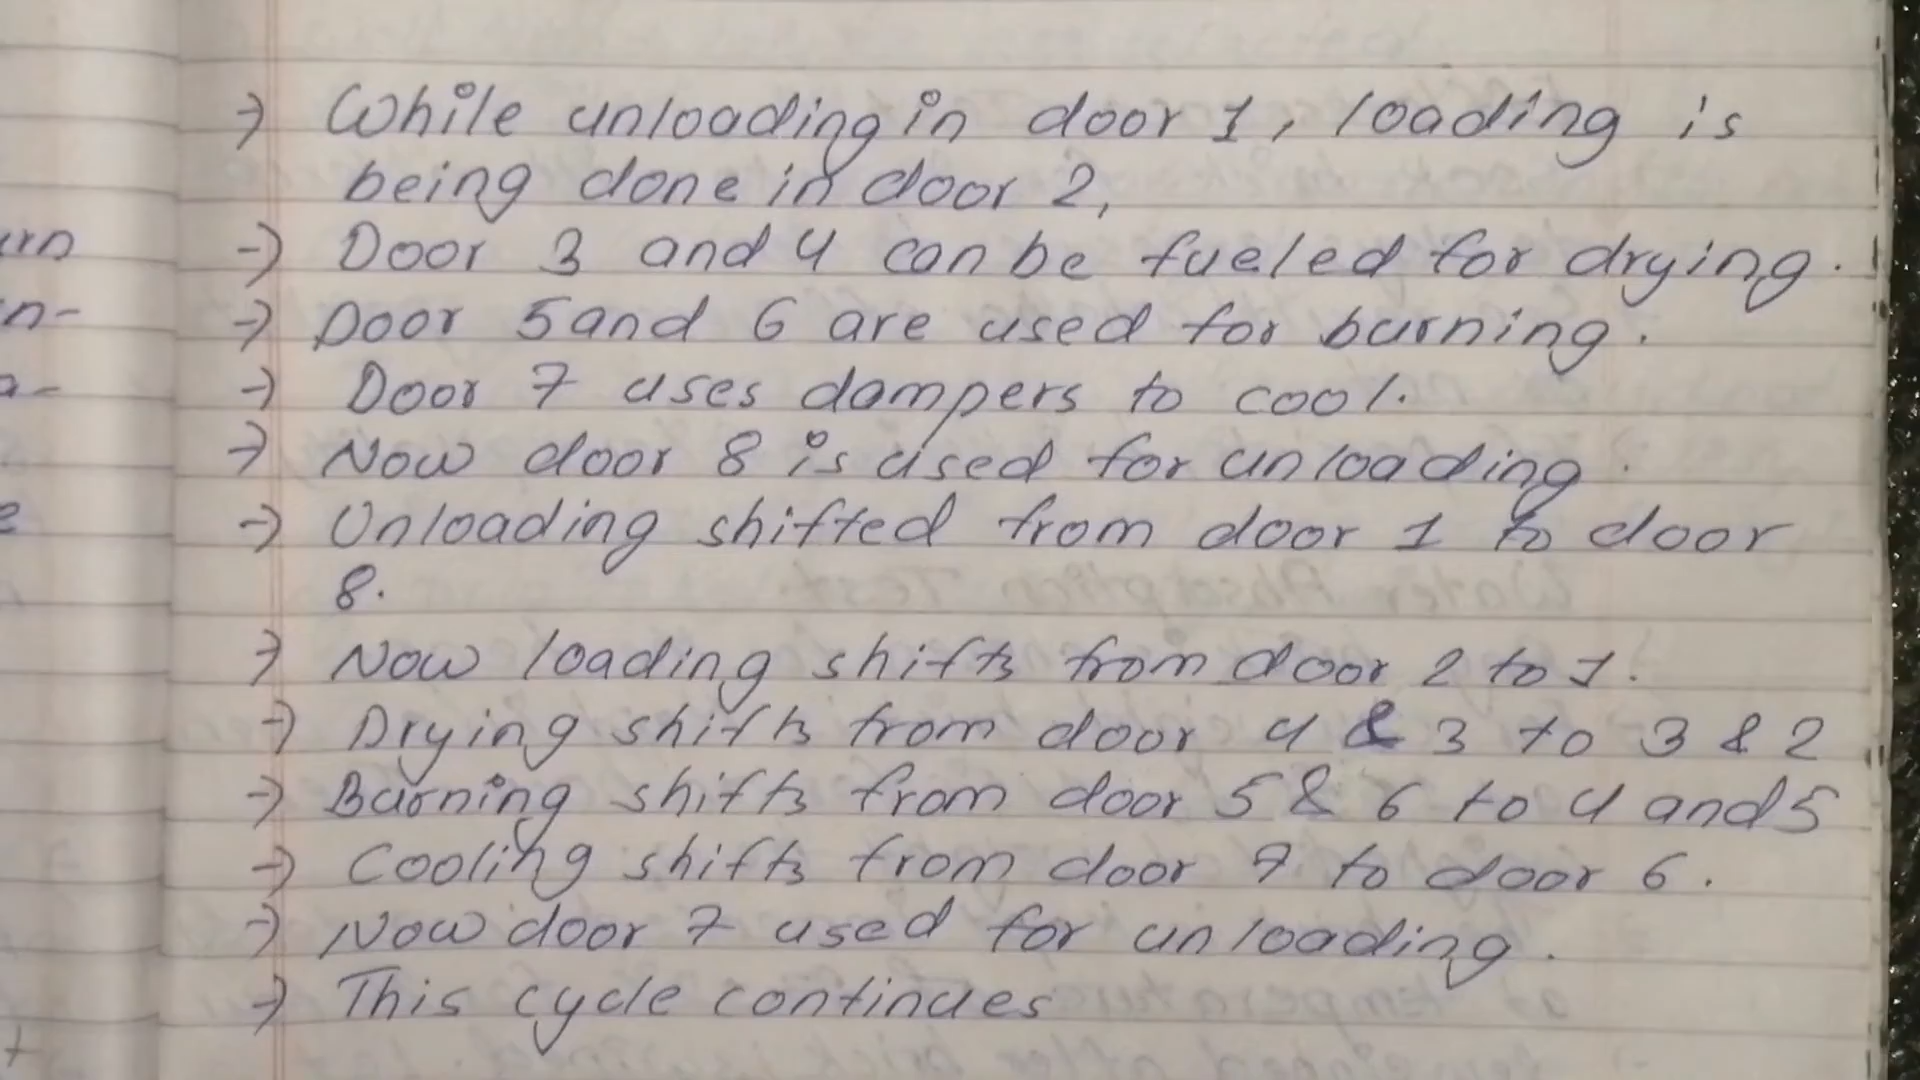 → While unloading in door 1, loading is
being done in door 2,
→ Door 3 and 4 can be fueled for drying.
→ Door 5 and 6 are used for burning.
→ Door 7 uses dampers to cool.
→ Now door 8 is used for unloading.
→ Unloading shifted from door 1 to door
8.
→ Now loading shifts from door 2 to 1.
→ Drying shifts from door 4 & 3 to 3 & 2
→ Burning shifts from door 5 & 6 to 4 and 5
→ Cooling shifts from door 7 to door 6.
→ Now door 7 used for unloading.
→ This cycle continues